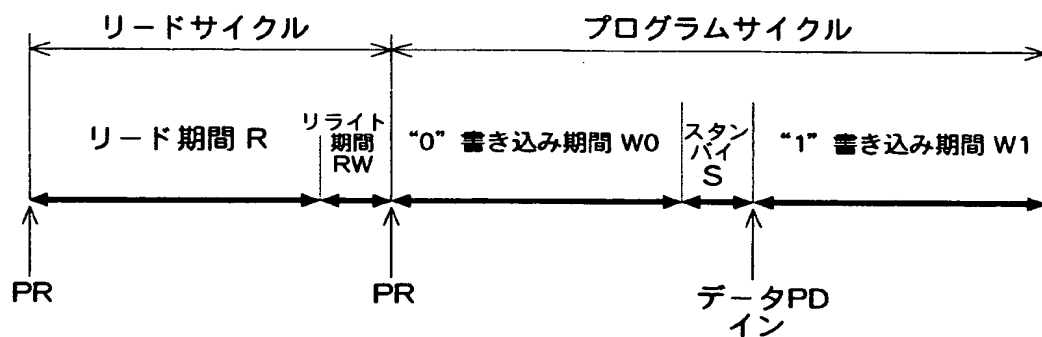 リードサイクル
プログラムサイクル
リード期間 R
リライト
期間
RW
“0” 書き込み期間 W0
スタン
バイ
S
“1” 書き込み期間 W1
PR
PR
データPD
イン